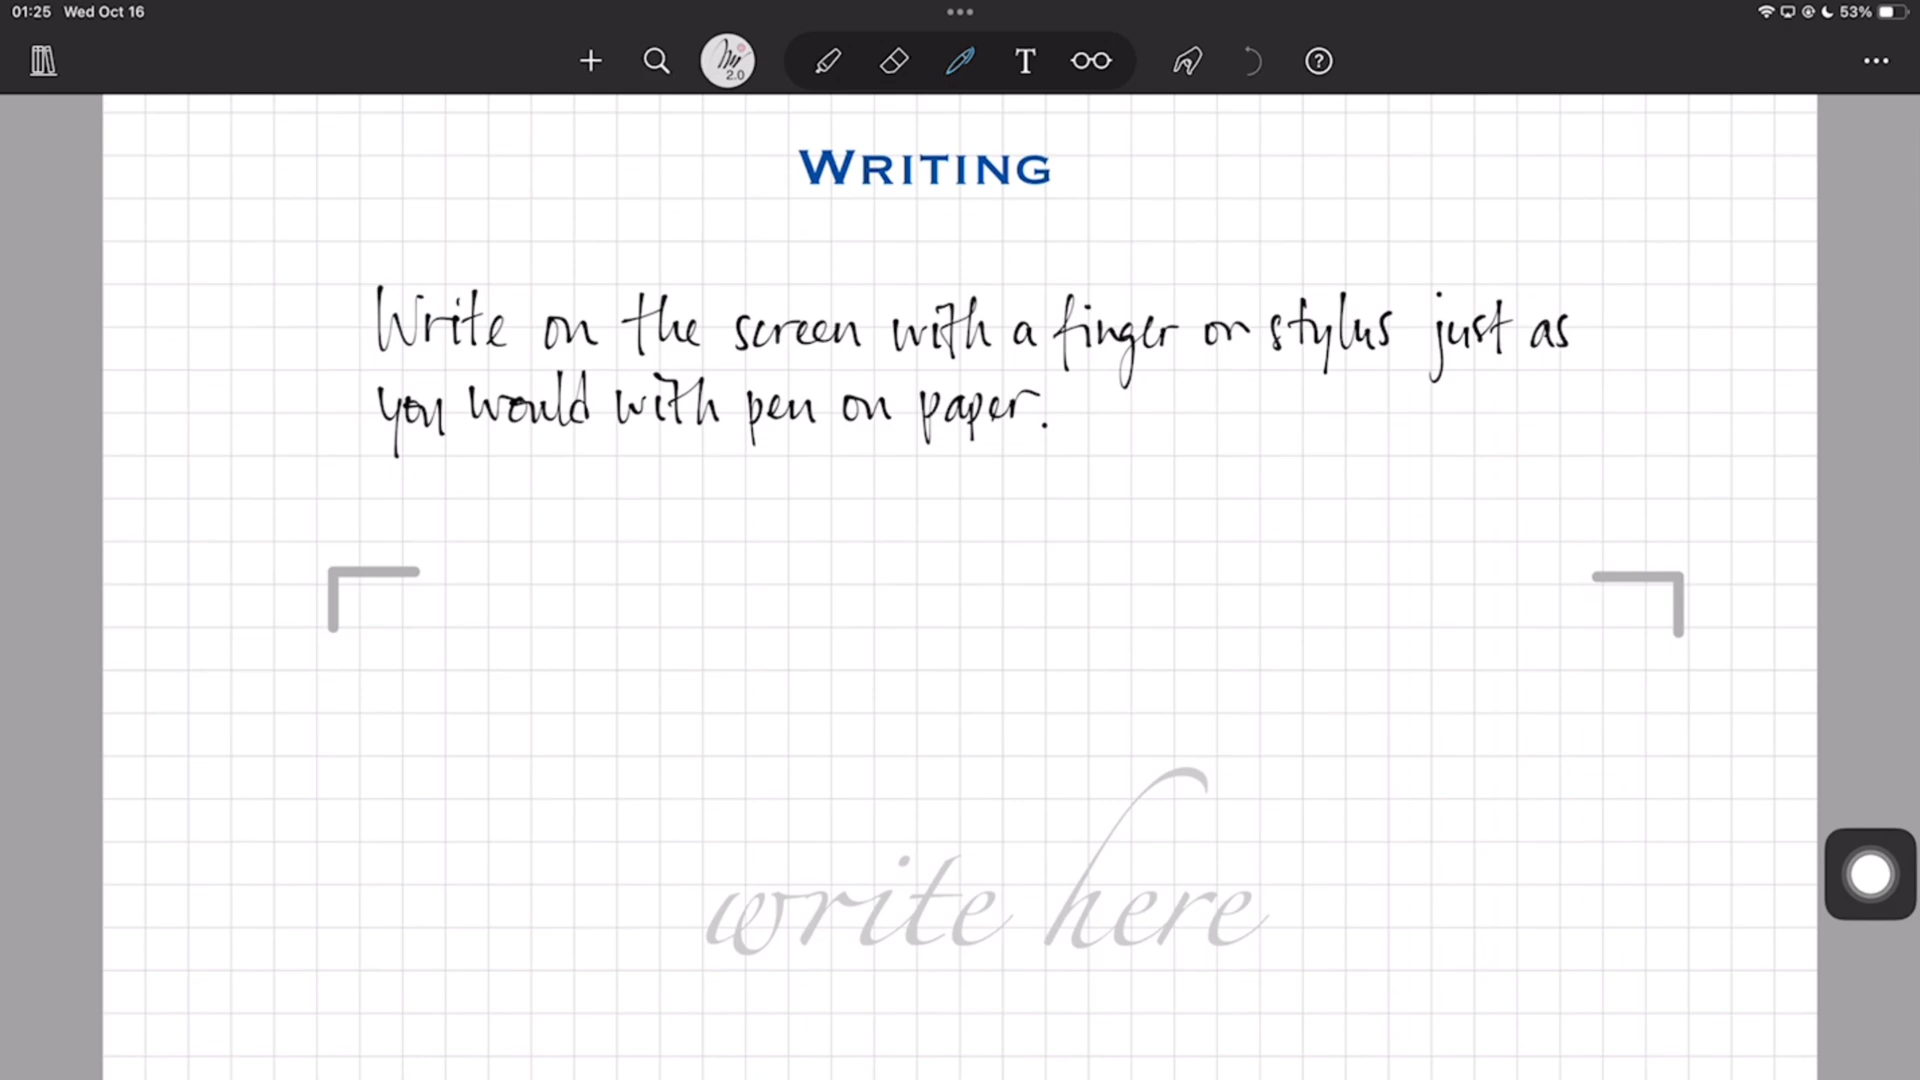 01:25 Wed Oct 16 53%
2.0 T ?
WRITING
Write on the screen with a finger or stylus just as
you would with pen on paper.
write here